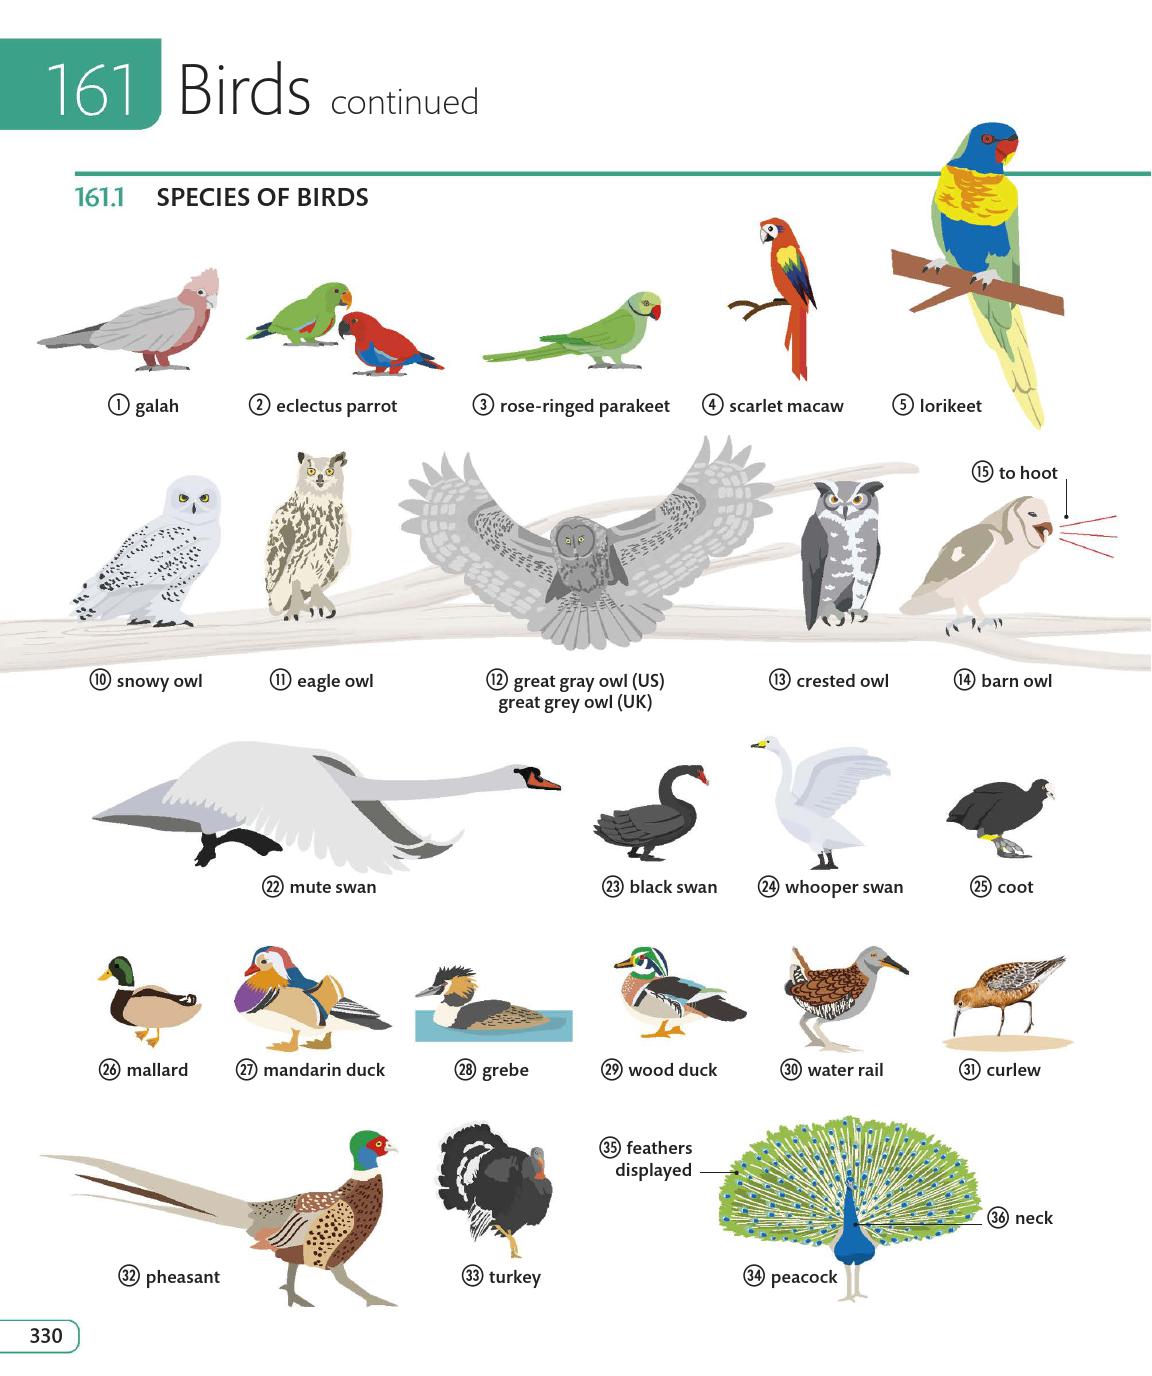 161 Birds continued
161.1 SPECIES OF BIRDS
1 galah
2 eclectus parrot
3 rose-ringed parakeet
4 scarlet macaw
5 lorikeet
15 to hoot
10 snowy owl
11 eagle owl
12 great gray owl (US)
great grey owl (UK)
13 crested owl
14 barn owl
22 mute swan
23 black swan
24 whooper swan
25 coot
26 mallard
27 mandarin duck
28 grebe
29 wood duck
30 water rail
31 curlew
35 feathers
displayed
36 neck
32 pheasant
33 turkey
34 peacock
330